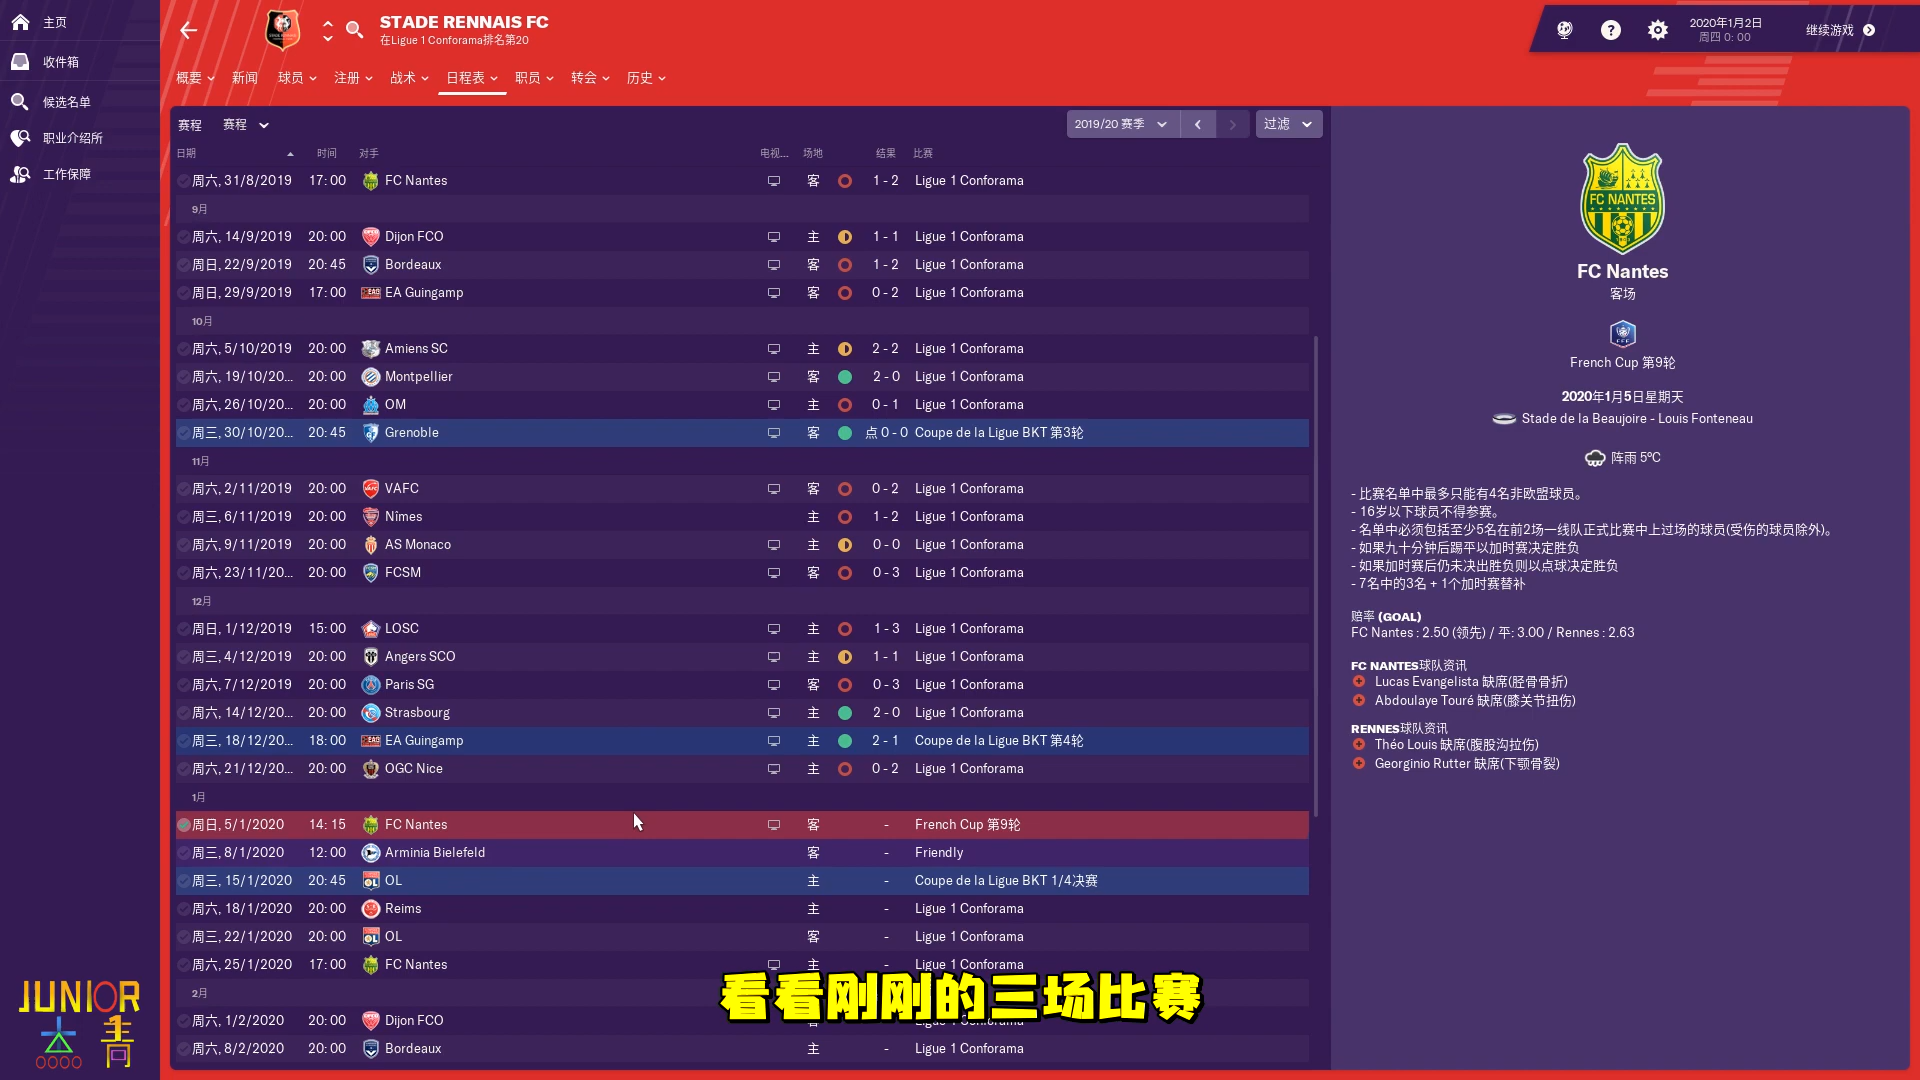 主页
收件箱
候选名单
职业介绍所
工作保障
STADE RENNAIS FC
在Ligue 1 Conforama排名第20
2020年1月2日
周四 0: 00
继续游戏
概要 新闻 球员 注册 战术 日程表 职员 转会 历史
赛程 赛程 2019/20 赛季 过滤
日期 时间 对手 电视... 场地 结果 比赛
周六, 31/8/2019 17: 00 FC Nantes 客 1 - 2 Ligue 1 Conforama
9月
周六, 14/9/2019 20: 00 Dijon FCO 主 1 - 1 Ligue 1 Conforama
周日, 22/9/2019 20: 45 Bordeaux 客 1 - 2 Ligue 1 Conforama
周日, 29/9/2019 17: 00 EA Guingamp 客 0 - 2 Ligue 1 Conforama
10月
周六, 5/10/2019 20: 00 Amiens SC 主 2 - 2 Ligue 1 Conforama
周六, 19/10/20... 20: 00 Montpellier 客 2 - 0 Ligue 1 Conforama
周六, 26/10/20... 20: 00 OM 主 0 - 1 Ligue 1 Conforama
周三, 30/10/20... 20: 45 Grenoble 客 点 0 - 0 Coupe de la Ligue BKT 第3轮
11月
周六, 2/11/2019 20: 00 VAFC 客 0 - 2 Ligue 1 Conforama
周三, 6/11/2019 20: 00 Nîmes 主 1 - 2 Ligue 1 Conforama
周六, 9/11/2019 20: 00 AS Monaco 主 0 - 0 Ligue 1 Conforama
周六, 23/11/20... 20: 00 FCSM 客 0 - 3 Ligue 1 Conforama
12月
周日, 1/12/2019 15: 00 LOSC 主 1 - 3 Ligue 1 Conforama
周三, 4/12/2019 20: 00 Angers SCO 主 1 - 1 Ligue 1 Conforama
周六, 7/12/2019 20: 00 Paris SG 客 0 - 3 Ligue 1 Conforama
周六, 14/12/20... 20: 00 Strasbourg 主 2 - 0 Ligue 1 Conforama
周三, 18/12/20... 18: 00 EA Guingamp 主 2 - 1 Coupe de la Ligue BKT 第4轮
周六, 21/12/20... 20: 00 OGC Nice 主 0 - 2 Ligue 1 Conforama
1月
周日, 5/1/2020 14: 15 FC Nantes 客 - French Cup 第9轮
周三, 8/1/2020 12: 00 Arminia Bielefeld 客 - Friendly
周三, 15/1/2020 20: 45 OL 主 - Coupe de la Ligue BKT 1/4决赛
周六, 18/1/2020 20: 00 Reims 主 - Ligue 1 Conforama
周三, 22/1/2020 20: 00 OL 客 - Ligue 1 Conforama
周六, 25/1/2020 17: 00 FC Nantes 主 - Ligue 1 Conforama
2月
周六, 1/2/2020 20: 00 Dijon FCO 客 - Ligue 1 Conforama
周六, 8/2/2020 20: 00 Bordeaux 主 - Ligue 1 Conforama
FC NANTES
FC Nantes
客场
French Cup 第9轮
2020年1月5日星期天
Stade de la Beaujoire - Louis Fonteneau
阵雨 5°C
- 比赛名单中最多只能有4名非欧盟球员。
- 16岁以下球员不得参赛。
- 名单中必须包括至少5名在前2场一线队正式比赛中上过场的球员(受伤的球员除外)。
- 如果九十分钟后踢平以加时赛决定胜负
- 如果加时赛后仍未决出胜负则以点球决定胜负
- 7名中的3名 + 1个加时赛替补
赔率 (GOAL)
FC Nantes : 2.50 (领先) / 平: 3.00 / Rennes : 2.63
FC NANTES球队资讯
Lucas Evangelista 缺席(胫骨骨折)
Abdoulaye Touré 缺席(膝关节扭伤)
RENNES球队资讯
Théo Louis 缺席(腹股沟拉伤)
Georginio Rutter 缺席(下颚骨裂)
看看刚刚的三场比赛
JUNIOR